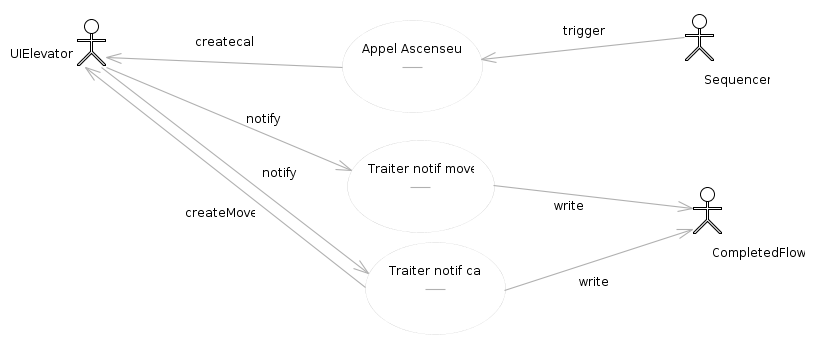 trigger
createcal
Appel Ascenseu
UIElevator
Sequencer
notify
Traiter notif move
notify
write
createMove
CompletedFlow
Traiter notif ca
write